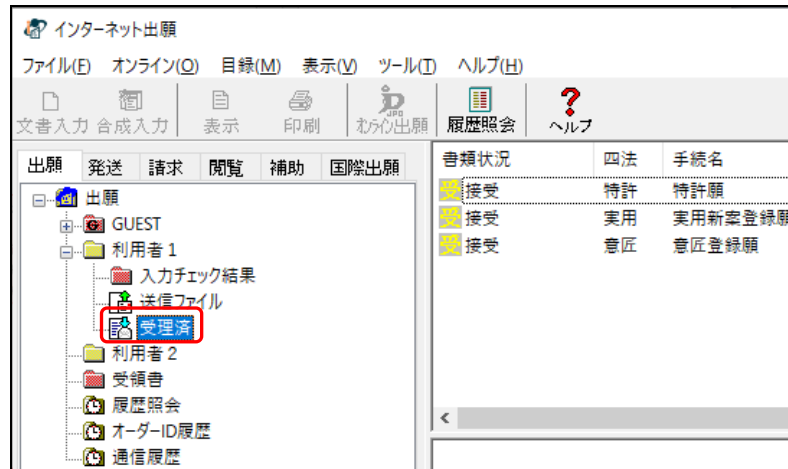 インターネット出願
ファイル(F) オンライン(O) 目録(M) 表示(V) ツール(T) ヘルプ(H)
文書入力 合成入力 表示 印刷 オンライン出願 履歴照会 ヘルプ
出願 発送 請求 閲覧 補助 国際出願
出願
GUEST
利用者1
入力チェック結果
送信ファイル
受理済
利用者2
受領書
履歴照会
オーダーID履歴
通信履歴
書類状況 四法 手続名
受 接受 特許 特許願
受 接受 実用 実用新案登録願
受 接受 意匠 意匠登録願